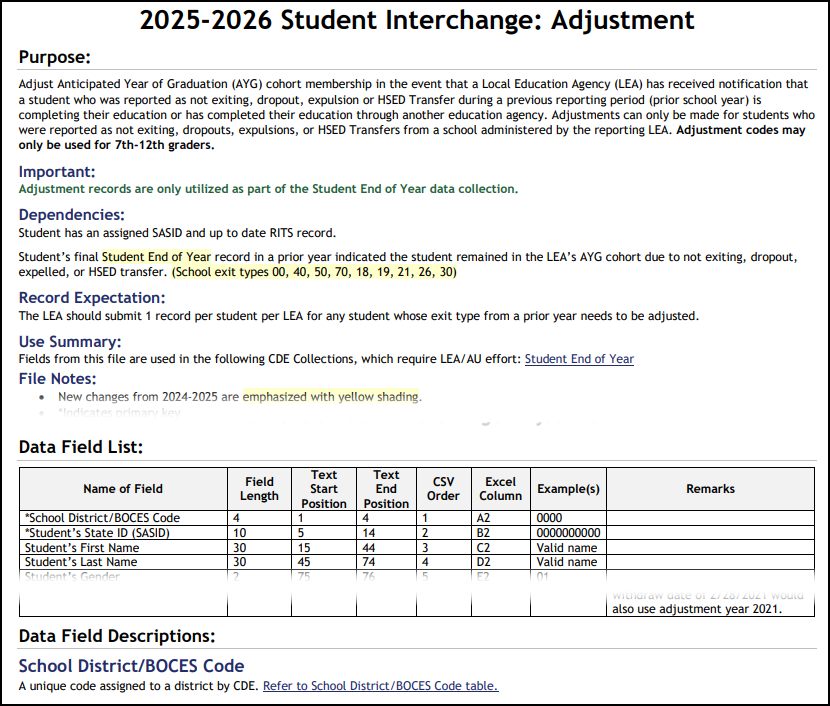 2025-2026 Student Interchange: Adjustment
Purpose:
Adjust Anticipated Year of Graduation (AYG) cohort membership in the event that a Local Education Agency (LEA) has received notification that
a student who was reported as not exiting, dropout, expulsion or HSED Transfer during a previous reporting period (prior school year) is
completing their education or has completed their education through another education agency. Adjustments can only be made for students who
were reported as not exiting, dropouts, expulsions, or HSED Transfers from a school administered by the reporting LEA. Adjustment codes may
only be used for 7th-12th graders.
Important:
Adjustment records are only utilized as part of the Student End of Year data collection.
Dependencies:
Student has an assigned SASID and up to date RITS record.
Student's final Student End of Year record in a prior year indicated the student remained in the LEA's AYG cohort due to not exiting, dropout,
expelled, or HSED transfer. (School exit types 00, 40, 50, 70, 18, 19, 21, 26, 30)
Record Expectation:
The LEA should submit 1 record per student per LEA for any student whose exit type from a prior year needs to be adjusted.
Use Summary:
Fields from this file are used in the following CDE Collections, which require LEA/AU effort: Student End of Year
File Notes:
• New changes from 2024-2025 are emphasized with yellow shading.
• *Indicates primary key
Data Field List:
Name of Field Field Length Text Start Position Text End Position CSV Order Excel Column Example(s) Remarks
*School District/BOCES Code 4 1 4 1 A2 0000
*Student's State ID (SASID) 10 5 14 2 B2 0000000000
Student's First Name 30 15 44 3 C2 Valid name
Student's Last Name 30 45 74 4 D2 Valid name
Student's Gender 2 75 76 5 E2 01
withdraw date of 2/28/2021 would
also use adjustment year 2021.
Data Field Descriptions:
School District/BOCES Code
A unique code assigned to a district by CDE. Refer to School District/BOCES Code table.